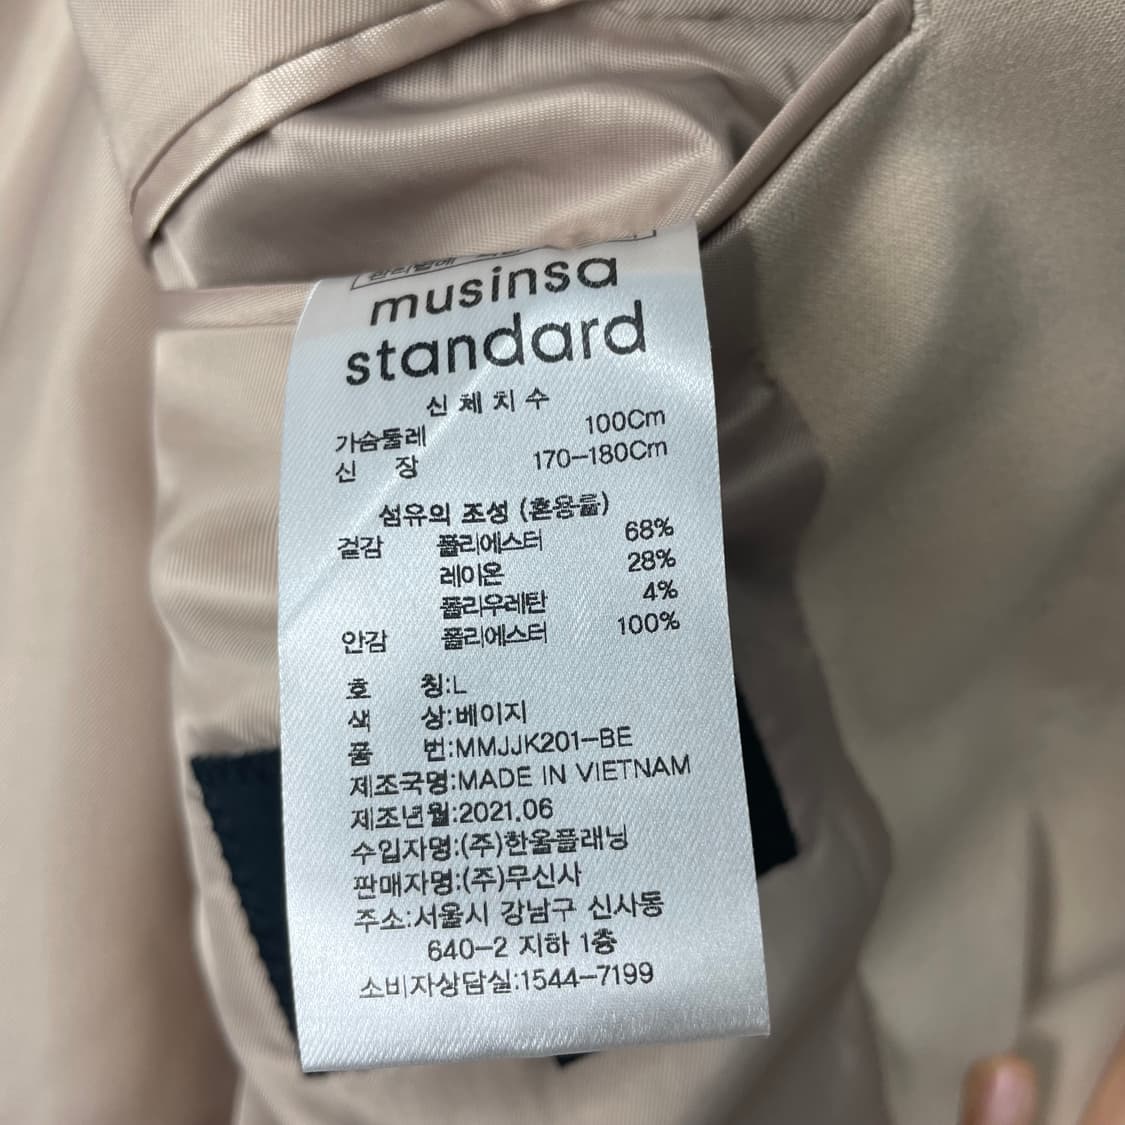 musinsa
standard
신체치수
가슴둘레 100Cm
신 장 170-180Cm
섬유의 조성 (혼용률)
겉감 폴리에스터 68%
레이온 28%
폴리우레탄 4%
안감 폴리에스터 100%
호 칭:L
색 상:베이지
품 번:MMJJK201-BE
제조국명:MADE IN VIETNAM
제조년월:2021.06
수입자명:(주)한울플래닝
판매자명:(주)무신사
주소:서울시 강남구 신사동
640-2 지하 1층
소비자상담실:1544-7199